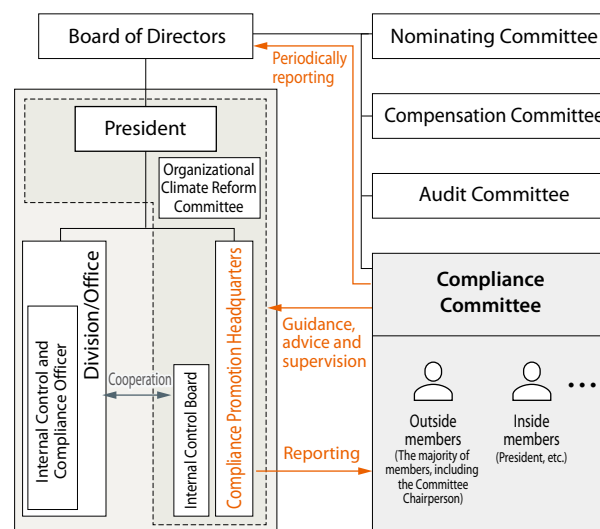 Board of Directors
Nominating Committee
Periodically
reporting
Compensation Committee
President
Organizational
Climate Reform
Committee
Audit Committee
Compliance
Committee
Division/Office
Internal Control and
Compliance Officer
Cooperation
Internal Control Board
Compliance Promotion Headquarters
Guidance,
advice and
supervision
Reporting
Outside
members
(The majority of
members, including
the Committee
Chairperson)
Inside
members
(President, etc.)
•••